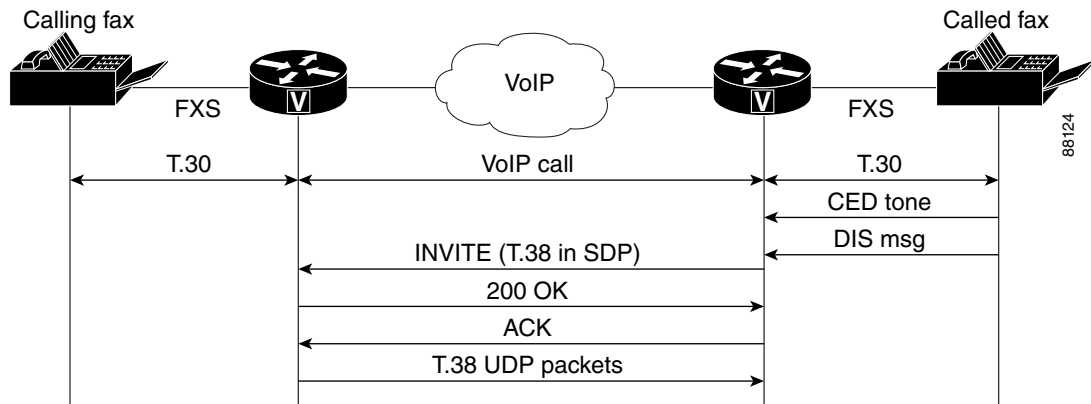 Calling fax
Called fax
VoIP
V
V
FXS
FXS
88124
T.30
VoIP call
T.30
CED tone
DIS msg
INVITE (T.38 in SDP)
200 OK
ACK
T.38 UDP packets